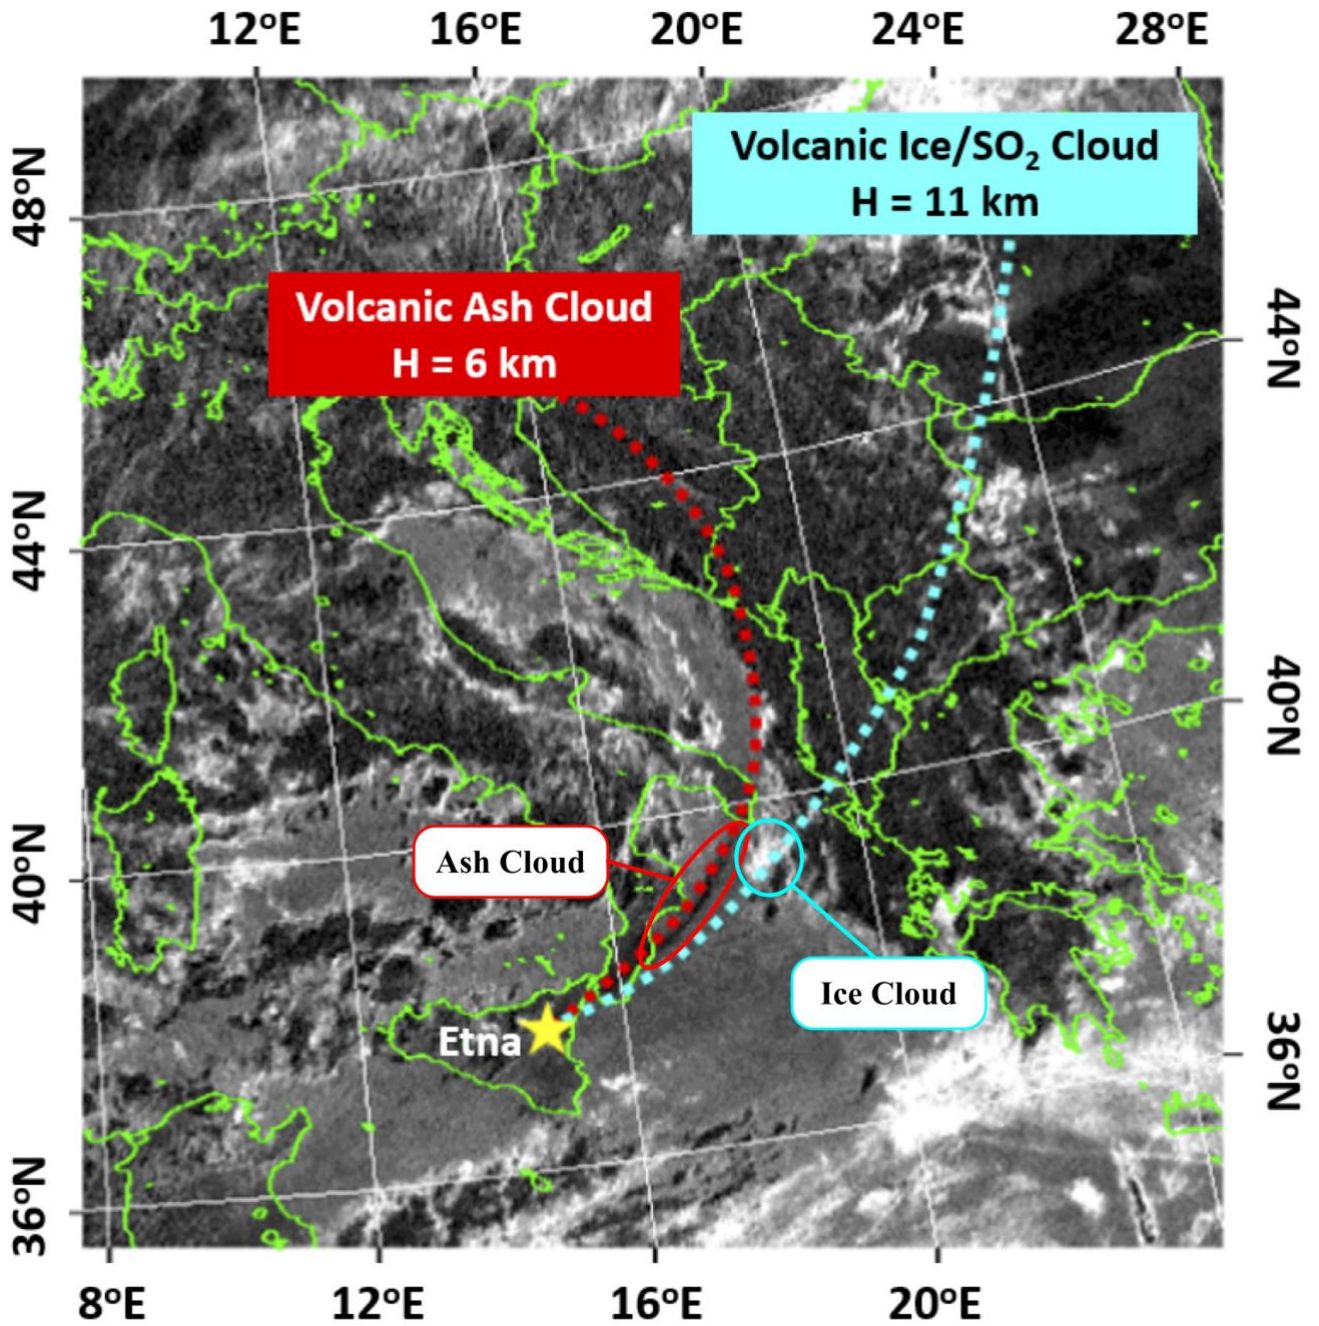 12°E 16°E 20°E 24°E 28°E
Volcanic Ice/SO₂ Cloud
H = 11 km
48°N
Volcanic Ash Cloud
H = 6 km
44°N
44°N
40°N
Ash Cloud
40°N
Ice Cloud
Etna
36°N
36°N
8°E 12°E 16°E 20°E